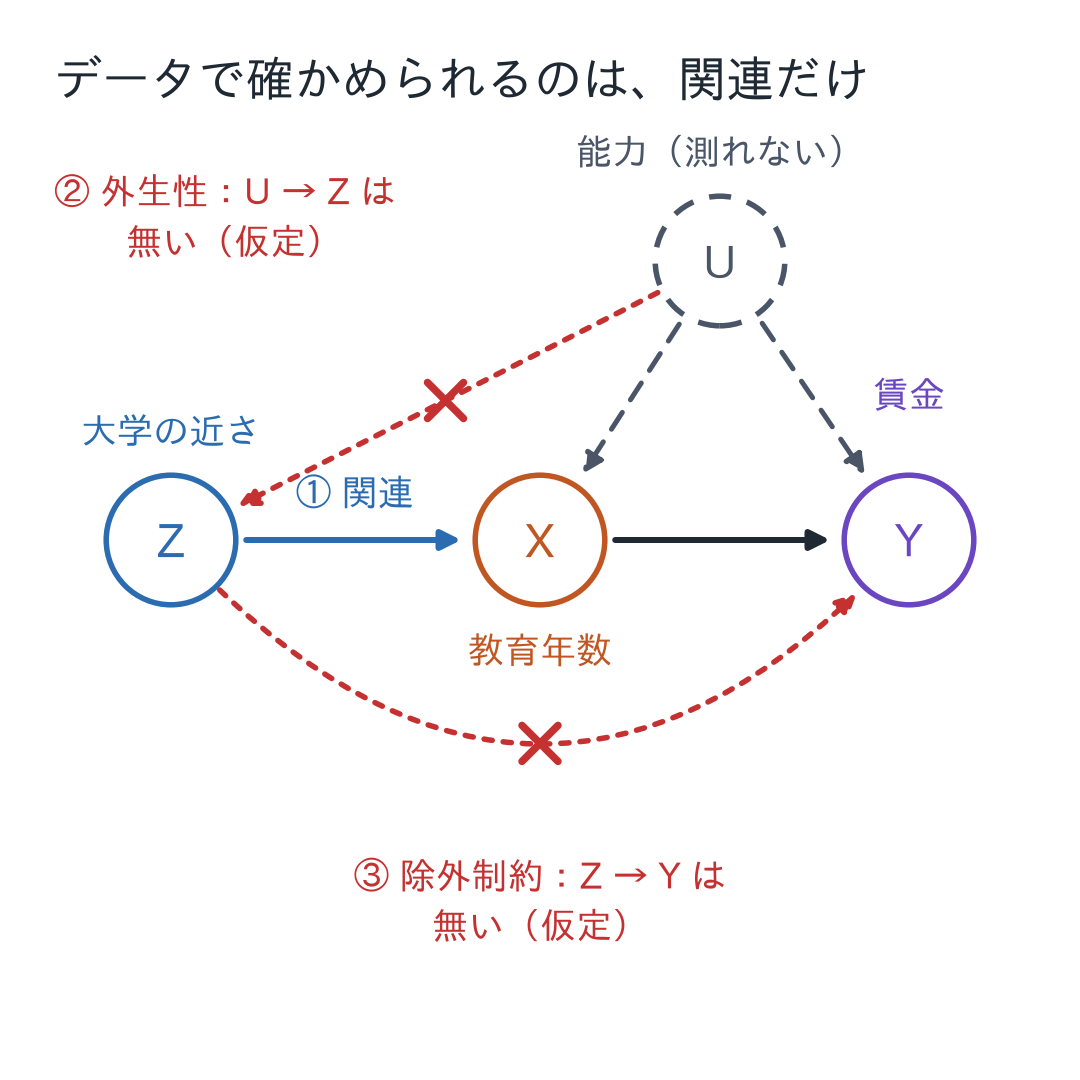 データで確かめられるのは、関連だけ
能力（測れない）
② 外生性：U → Z は
無い（仮定）
U
賃金
大学の近さ
① 関連
Z
X
Y
教育年数
③ 除外制約：Z → Y は
無い（仮定）